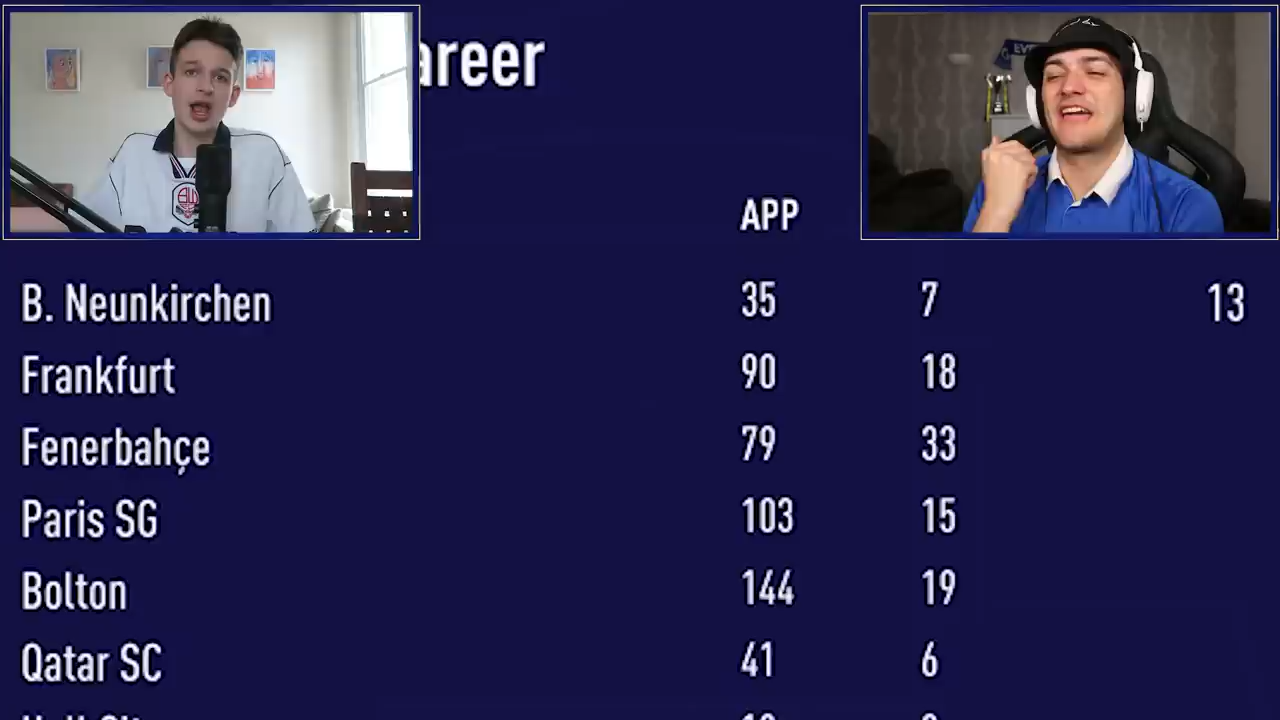 areer
EVE
APP
B. Neunkirchen 35 7 13
Frankfurt 90 18
Fenerbahçe 79 33
Paris SG 103 15
Bolton 144 19
Qatar SC 41 6